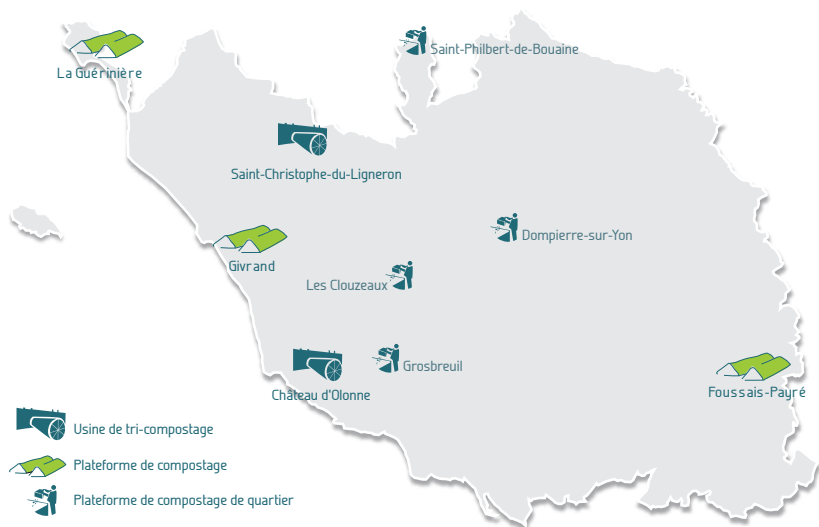 Saint-Philbert-de-Bouaine
La Guérinière
Saint-Christophe-du-Ligneron
Dompierre-sur-Yon
Givrand
Les Clouzeaux
Grosbreuil
Château d'Olonne
Foussais-Payré
Usine de tri-compostage
Plateforme de compostage
Plateforme de compostage de quartier